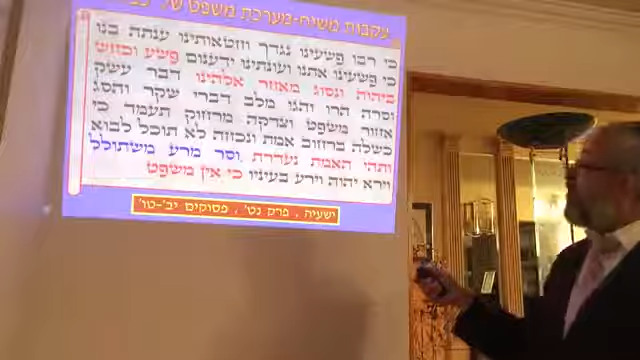 עקבות משיח-מערכת משפט של
כי רבו פשעינו נגדך וחטאותינו ענתה בנו
כי פשעינו אתנו ועונתינו ידענום פשע וכחש
ביהוה ונסוג מאחר אלהינו דבר עשק
וסרה הרו והגו מלב דברי שקר והסג
אחור משפט וצדקה מרחוק תעמד כי
כשלה ברחוב אמת ונכוחה לא תוכל לבוא
ותהי האמת נעדרת וסר מרע משתולל
וירא יהוה וירע בעיניו כי אין משפט
ישעיה, פרק נט', פסוקים יב'-טו'